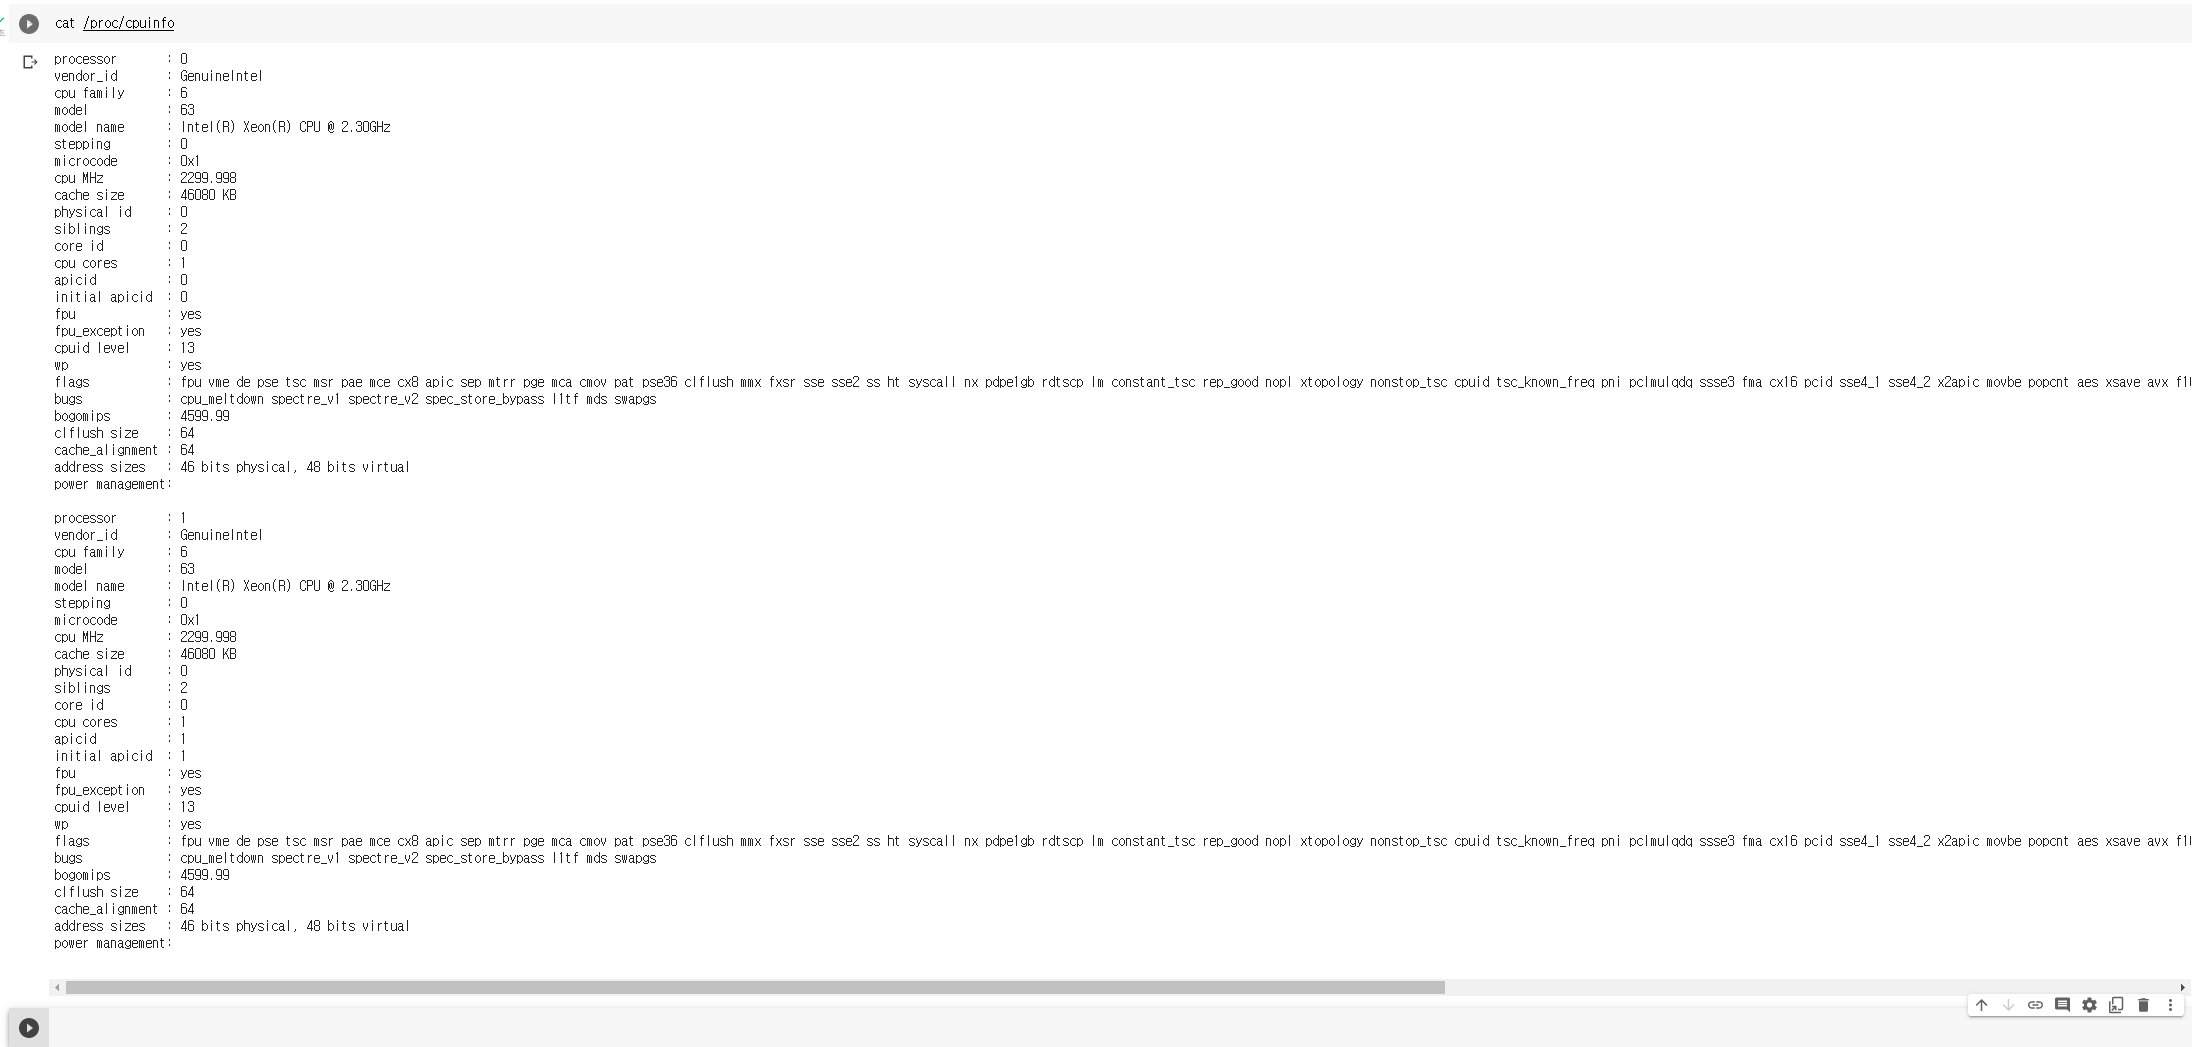 cat /proc/cpuinfo
processor : 0
vendor_id : GenuineIntel
cpu family : 6
model : 63
model name : Intel(R) Xeon(R) CPU @ 2.30GHz
stepping : 0
microcode : 0x1
cpu MHz : 2299.998
cache size : 46080 KB
physical id : 0
siblings : 2
core id : 0
cpu cores : 1
apicid : 0
initial apicid : 0
fpu : yes
fpu_exception : yes
cpuid level : 13
wp : yes
flags : fpu vme de pse tsc msr pae mce cx8 apic sep mtrr pge mca cmov pat pse36 clflush mmx fxsr sse sse2 ss ht syscall nx pdpe1gb rdtscp lm constant_tsc rep_good nopl xtopology nonstop_tsc cpuid tsc_known_freq pni pclmulqdq ssse3 fma cx16 pcid sse4_1 sse4_2 x2apic movbe popcnt aes xsave avx
bugs : cpu_meltdown spectre_v1 spectre_v2 spec_store_bypass l1tf mds swapgs
bogomips : 4599.99
clflush size : 64
cache_alignment : 64
address sizes : 46 bits physical, 48 bits virtual
power management:
processor : 1
vendor_id : GenuineIntel
cpu family : 6
model : 63
model name : Intel(R) Xeon(R) CPU @ 2.30GHz
stepping : 0
microcode : 0x1
cpu MHz : 2299.998
cache size : 46080 KB
physical id : 0
siblings : 2
core id : 0
cpu cores : 1
apicid : 1
initial apicid : 1
fpu : yes
fpu_exception : yes
cpuid level : 13
wp : yes
flags : fpu vme de pse tsc msr pae mce cx8 apic sep mtrr pge mca cmov pat pse36 clflush mmx fxsr sse sse2 ss ht syscall nx pdpe1gb rdtscp lm constant_tsc rep_good nopl xtopology nonstop_tsc cpuid tsc_known_freq pni pclmulqdq ssse3 fma cx16 pcid sse4_1 sse4_2 x2apic movbe popcnt aes xsave avx
bugs : cpu_meltdown spectre_v1 spectre_v2 spec_store_bypass l1tf mds swapgs
bogomips : 4599.99
clflush size : 64
cache_alignment : 64
address sizes : 46 bits physical, 48 bits virtual
power management: